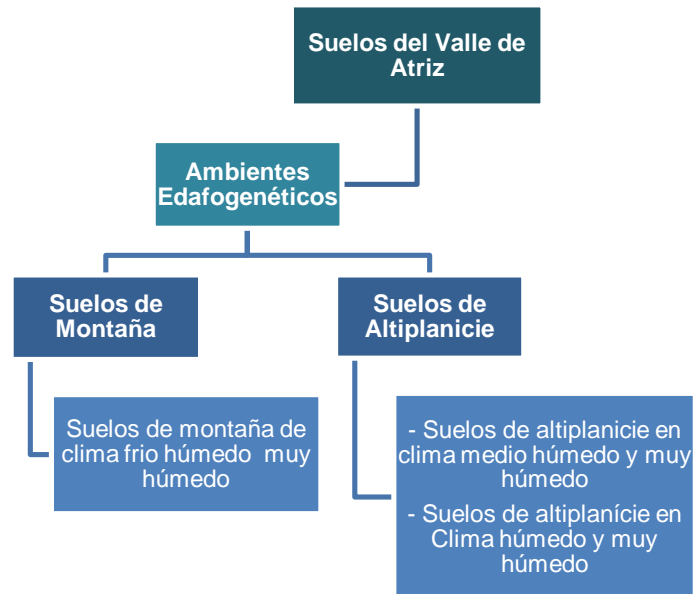 Suelos del Valle de
Atriz
Ambientes
Edafogenéticos
Suelos de
Montaña
Suelos de
Altiplanicie
Suelos de montaña de
clima frio húmedo muy
húmedo
- Suelos de altiplanicie en
clima medio húmedo y muy
húmedo
- Suelos de altiplanície en
Clima húmedo y muy
húmedo